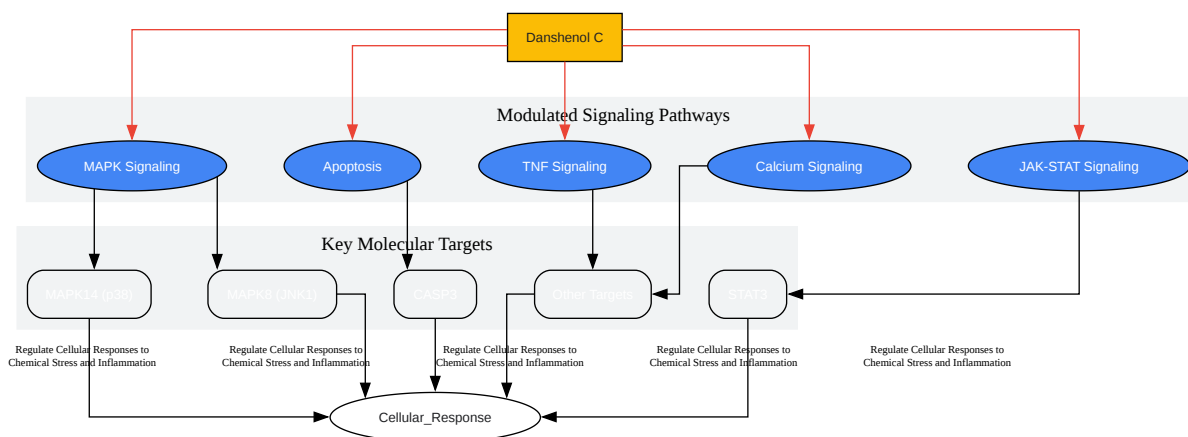 Danshenol C
Modulated Signaling Pathways
MAPK Signaling
Apoptosis
TNF Signaling
Calcium Signaling
JAK-STAT Signaling
Key Molecular Targets
MAPK14 (p38)
MAPK8 (JNK1)
CASP3
Other Targets
STAT3
Regulate Cellular Responses to
Chemical Stress and Inflammation
Regulate Cellular Responses to
Chemical Stress and Inflammation
Regulate Cellular Responses to
Chemical Stress and Inflammation
Regulate Cellular Responses to
Chemical Stress and Inflammation
Regulate Cellular Responses to
Chemical Stress and Inflammation
Cellular_Response